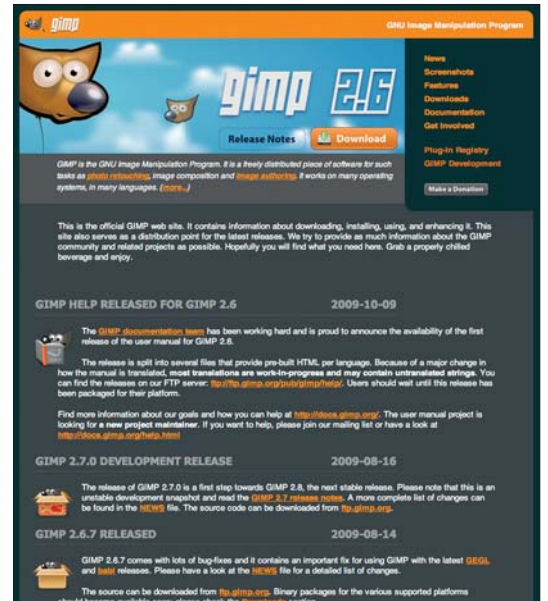 gimp
GNU Image Manipulation Program
gimp 2.6
Release Notes
Download
News
Screenshots
Features
Downloads
Documentation
Get Involved
Plug-in Registry
GIMP Development
Make a Donation
GIMP is the GNU Image Manipulation Program. It is a freely distributed piece of software for such
tasks as photo retouching, image composition and image authoring. It works on many operating
systems, in many languages. (more...)
This is the official GIMP web site. It contains information about downloading, installing, using, and enhancing it. This
site also serves as a distribution point for the latest releases. We try to provide as much information about the GIMP
community and related projects as possible. Hopefully you will find what you need here. Grab a properly chilled
beverage and enjoy.
GIMP HELP RELEASED FOR GIMP 2.6 2009-10-09
The GIMP documentation team has been working hard and is proud to announce the availability of the first
release of the user manual for GIMP 2.6.
The release is split into several files that provide pre-built HTML per language. Because of a major change in
how the manual is translated, most translations are work-in-progress and may contain untranslated strings. You
can find the releases on our FTP server: ftp://ftp.gimp.org/pub/gimp/help/. Users should wait until this release has
been packaged for their platform.
Find more information about our goals and how you can help at http://docs.gimp.org/. The user manual project is
looking for a new project maintainer. If you want to help, please join our mailing list or have a look at
http://docs.gimp.org/help.html
GIMP 2.7.0 DEVELOPMENT RELEASE 2009-08-16
The release of GIMP 2.7.0 is a first step towards GIMP 2.8, the next stable release. Please note that this is an
unstable development snapshot and read the GIMP 2.7 release notes. A more complete list of changes can
be found in the NEWS file. The source code can be downloaded from ftp.gimp.org.
GIMP 2.6.7 RELEASED 2009-08-14
GIMP 2.6.7 comes with lots of bug-fixes and it contains an important fix for using GIMP with the latest GEGL
and babl releases. Please have a look at the NEWS file for a detailed list of changes.
The source can be downloaded from ftp.gimp.org. Binary packages for the various supported platforms
should become available soon; please check the Downloads section.